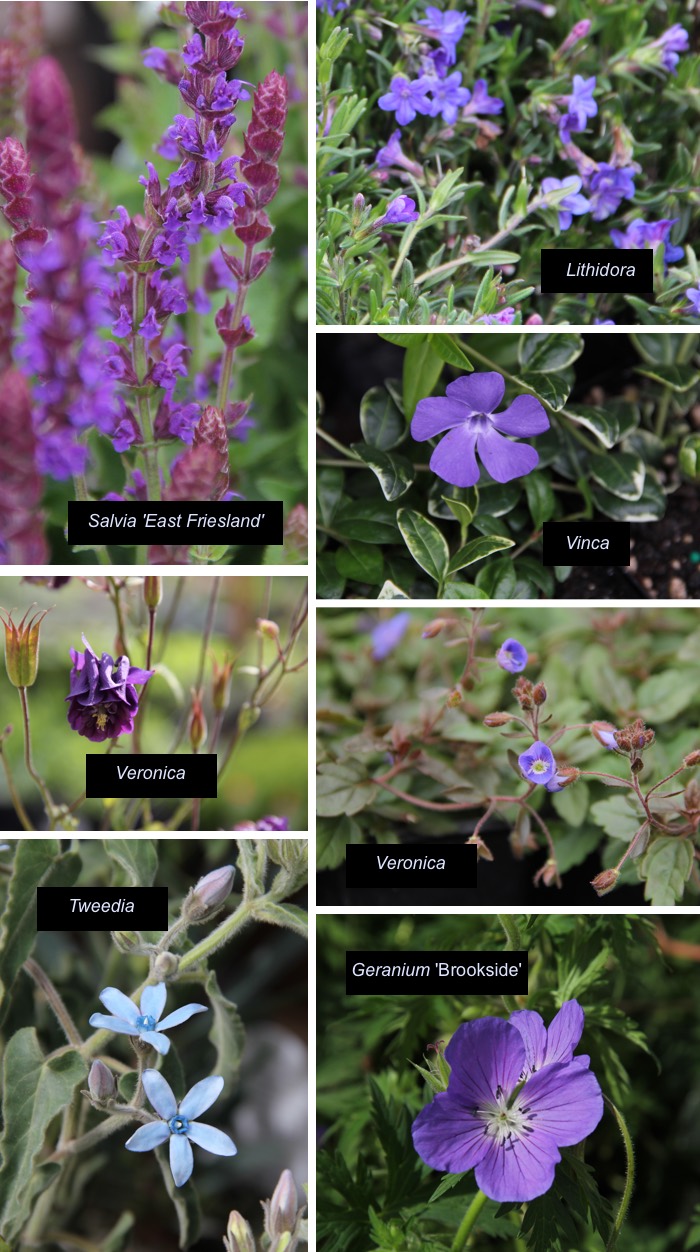 Salvia 'East Friesland'
Lithidora
Vinca
Veronica
Veronica
Tweedia
Geranium 'Brookside'